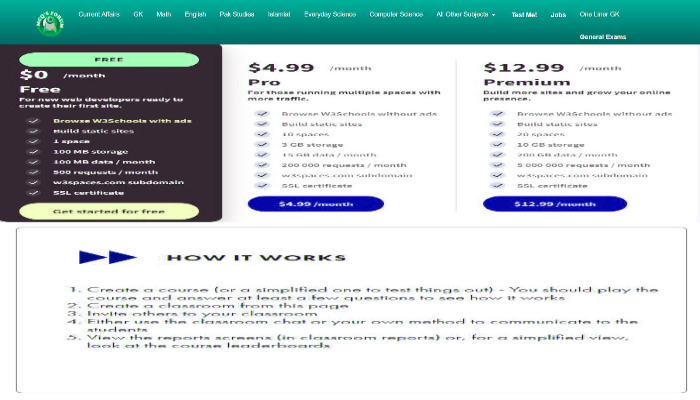 Current Affairs GK Math English Pak Studies Islamiat Everyday Science Computer Science All Other Subjects Test Me! Jobs One Liner GK
General Exams
MCQ'S FORUM
FREE
$0 /month
Free
For new web developers ready to
create their first site.
Browse W3Schools with ads
Build static sites
1 space
100 MB storage
100 MB data / month
500 requests / month
w3spaces.com subdomain
SSL certificate
Get started for free
$4.99 /month
Pro
For those running multiple spaces with
more traffic.
Browse W3Schools without ads
Build static sites
10 spaces
3 GB storage
15 GB data / month
200 000 requests / month
w3spaces.com subdomain
SSL certificate
$4.99 /month
$12.99 /month
Premium
Build more sites and grow your online
presence.
Browse W3Schools without ads
Build static sites
20 spaces
10 GB storage
200 GB data / month
5 000 000 requests / month
w3spaces.com subdomain
SSL certificate
$12.99 /month
HOW IT WORKS
1. Create a course (or a simplified one to test things out) - You should play the
course and answer at least a few questions to see how it works
2. Create a classroom from this page
3. Invite others to your classroom
4. Either use the classroom chat or your own method to communicate to the
students
5. View the reports screens (in classroom reports) or, for a simplified view,
look at the course leaderboards